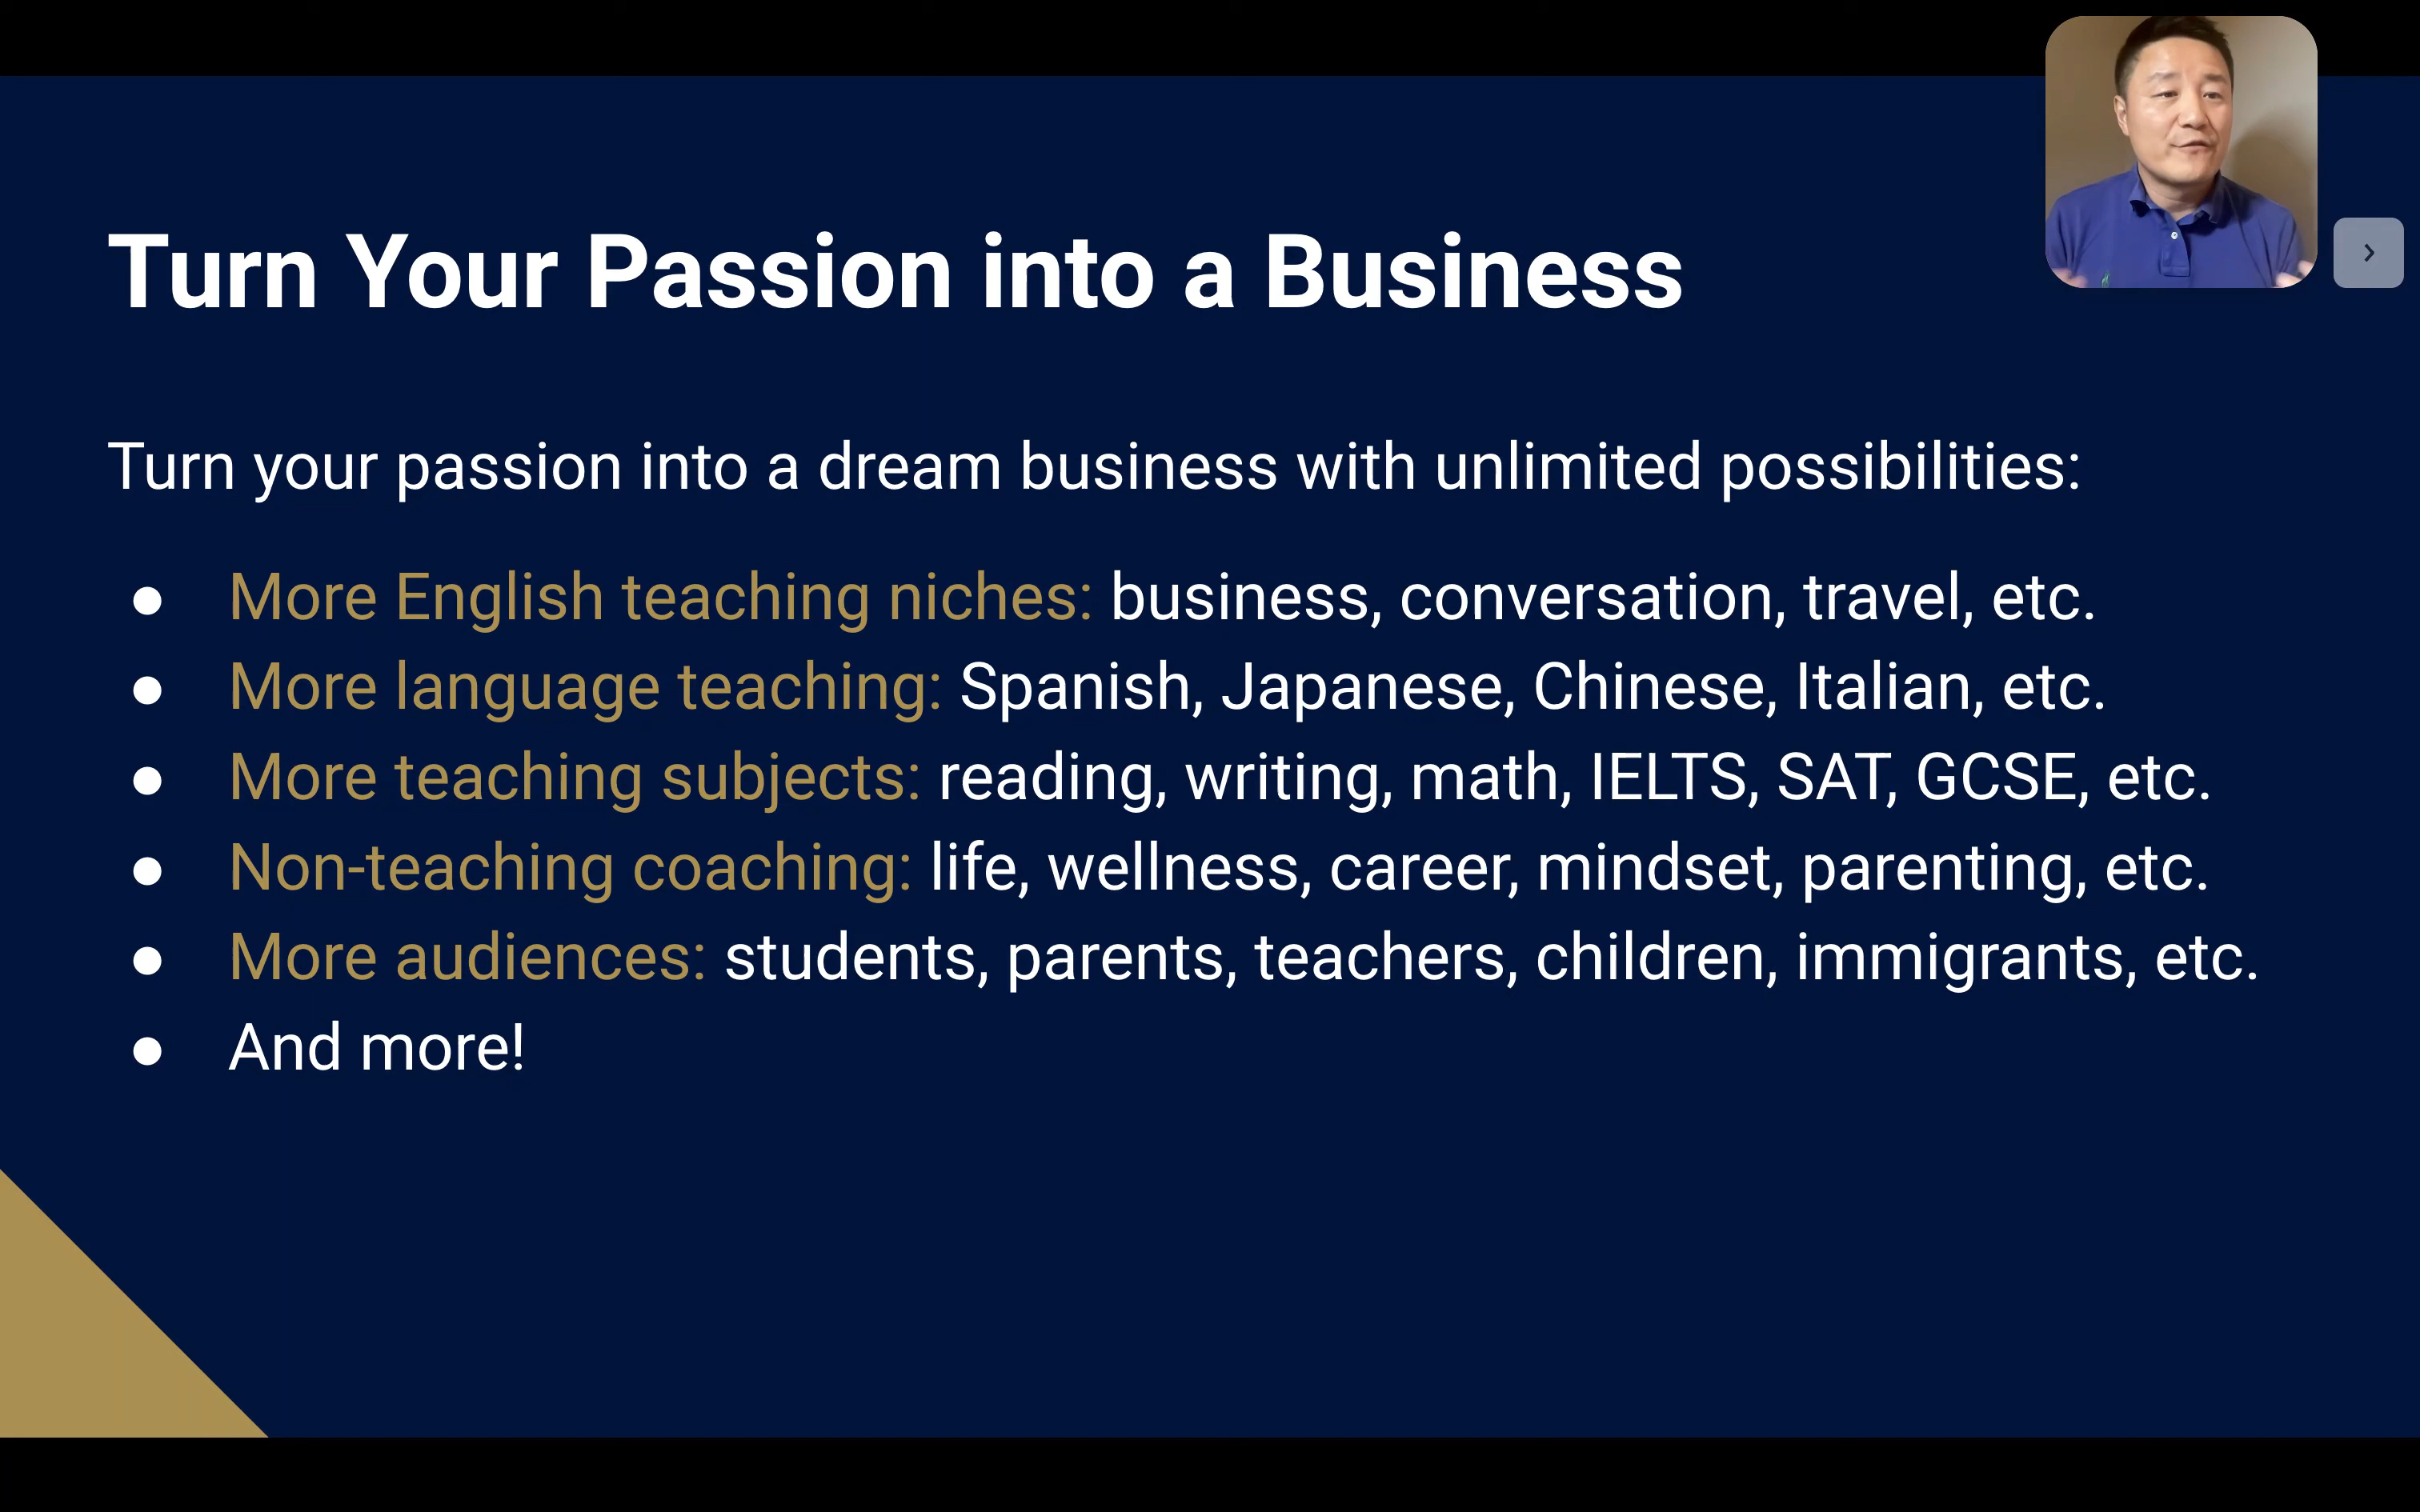 Turn Your Passion into a Business
Turn your passion into a dream business with unlimited possibilities:
● More English teaching niches: business, conversation, travel, etc.
● More language teaching: Spanish, Japanese, Chinese, Italian, etc.
● More teaching subjects: reading, writing, math, IELTS, SAT, GCSE, etc.
● Non-teaching coaching: life, wellness, career, mindset, parenting, etc.
● More audiences: students, parents, teachers, children, immigrants, etc.
● And more!